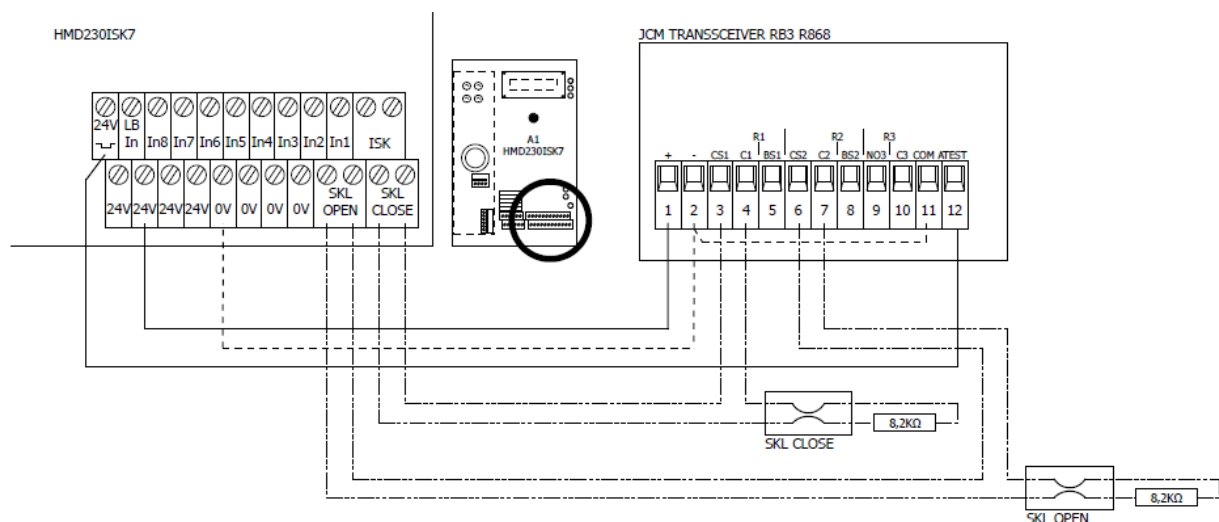 HMD230ISK7
JCM TRANSSCEIVER RB3 R868
24V LB In In8 In7 In6 In5 In4 In3 In2 In1 ISK
24V 24V 24V 24V 0V 0V 0V 0V SKL OPEN SKL CLOSE
A1
HMD230ISK7
R1 R2 R3
+ - CS1 C1 BS1 CS2 C2 BS2 NO3 C3 COM ATEST
1 2 3 4 5 6 7 8 9 10 11 12
8,2KΩ
SKL CLOSE
8,2KΩ
SKL OPEN